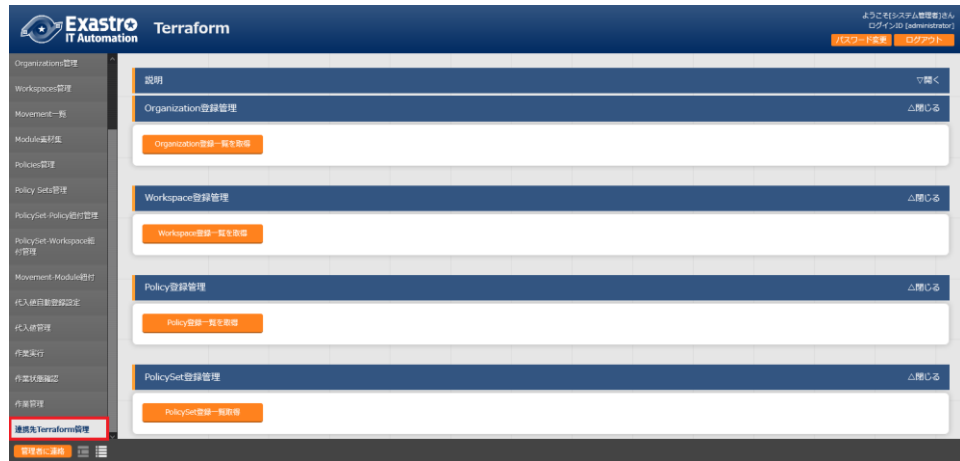 Exastro
IT Automation
Terraform
ようこそ[システム管理者]さん
ログインID [administrator]
パスワード変更
ログアウト
Organizations管理
Workspaces管理
Movement一覧
Module素材集
Policies管理
Policy Sets管理
PolicySet-Policy紐付管理
PolicySet-Workspace紐
付管理
Movement-Module紐付
代入値自動登録設定
代入値管理
作業実行
作業状態確認
作業管理
連携先Terraform管理
管理者に連絡
説明
▽開く
Organization登録管理
△閉じる
Organization登録一覧を取得
Workspace登録管理
△閉じる
Workspace登録一覧を取得
Policy登録管理
△閉じる
Policy登録一覧を取得
PolicySet登録管理
△閉じる
PolicySet登録一覧取得